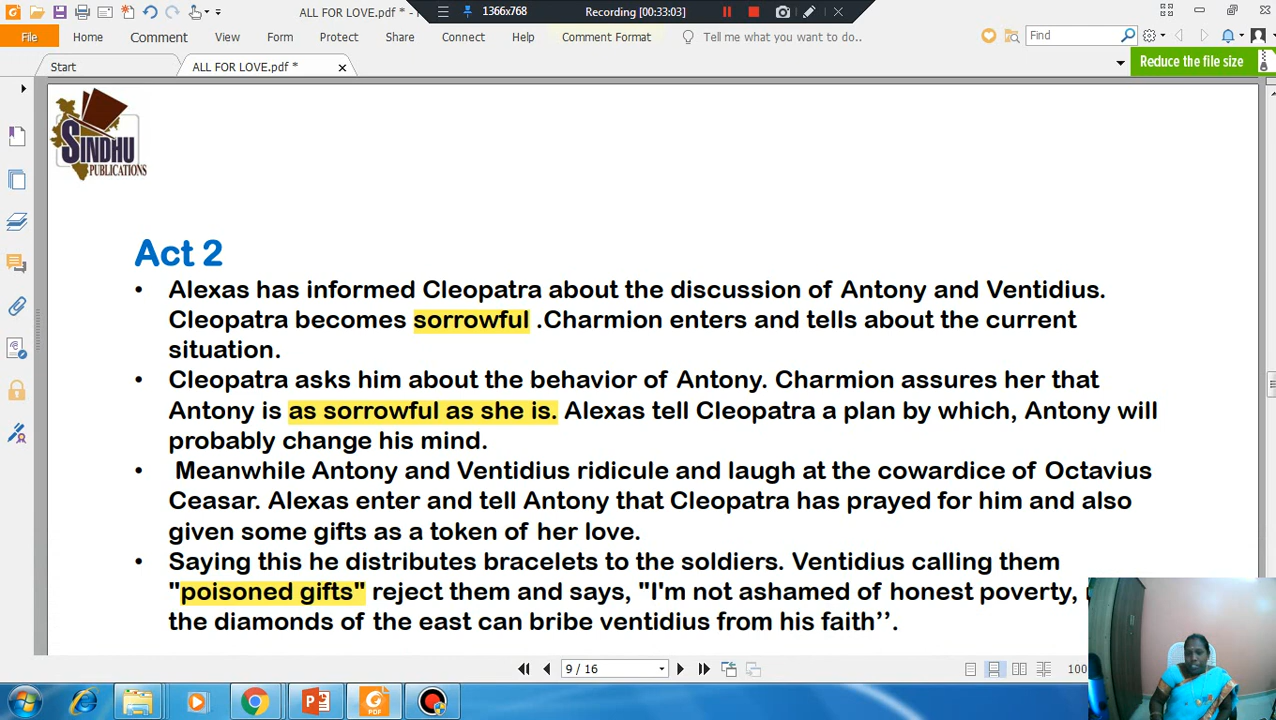 ALL FOR LOVE.pdf * -
1366x768
Recording [00:33:03]
File Home Comment View Form Protect Share Connect Help Comment Format Tell me what you want to do.. Find
Start ALL FOR LOVE.pdf * Reduce the file size
SINDHU
PUBLICATIONS
Act 2
• Alexas has informed Cleopatra about the discussion of Antony and Ventidius.
Cleopatra becomes sorrowful .Charmion enters and tells about the current
situation.
• Cleopatra asks him about the behavior of Antony. Charmion assures her that
Antony is as sorrowful as she is. Alexas tell Cleopatra a plan by which, Antony will
probably change his mind.
• Meanwhile Antony and Ventidius ridicule and laugh at the cowardice of Octavius
Ceasar. Alexas enter and tell Antony that Cleopatra has prayed for him and also
given some gifts as a token of her love.
• Saying this he distributes bracelets to the soldiers. Ventidius calling them
"poisoned gifts" reject them and says, "I'm not ashamed of honest poverty,
the diamonds of the east can bribe ventidius from his faith’’.
9 / 16
100